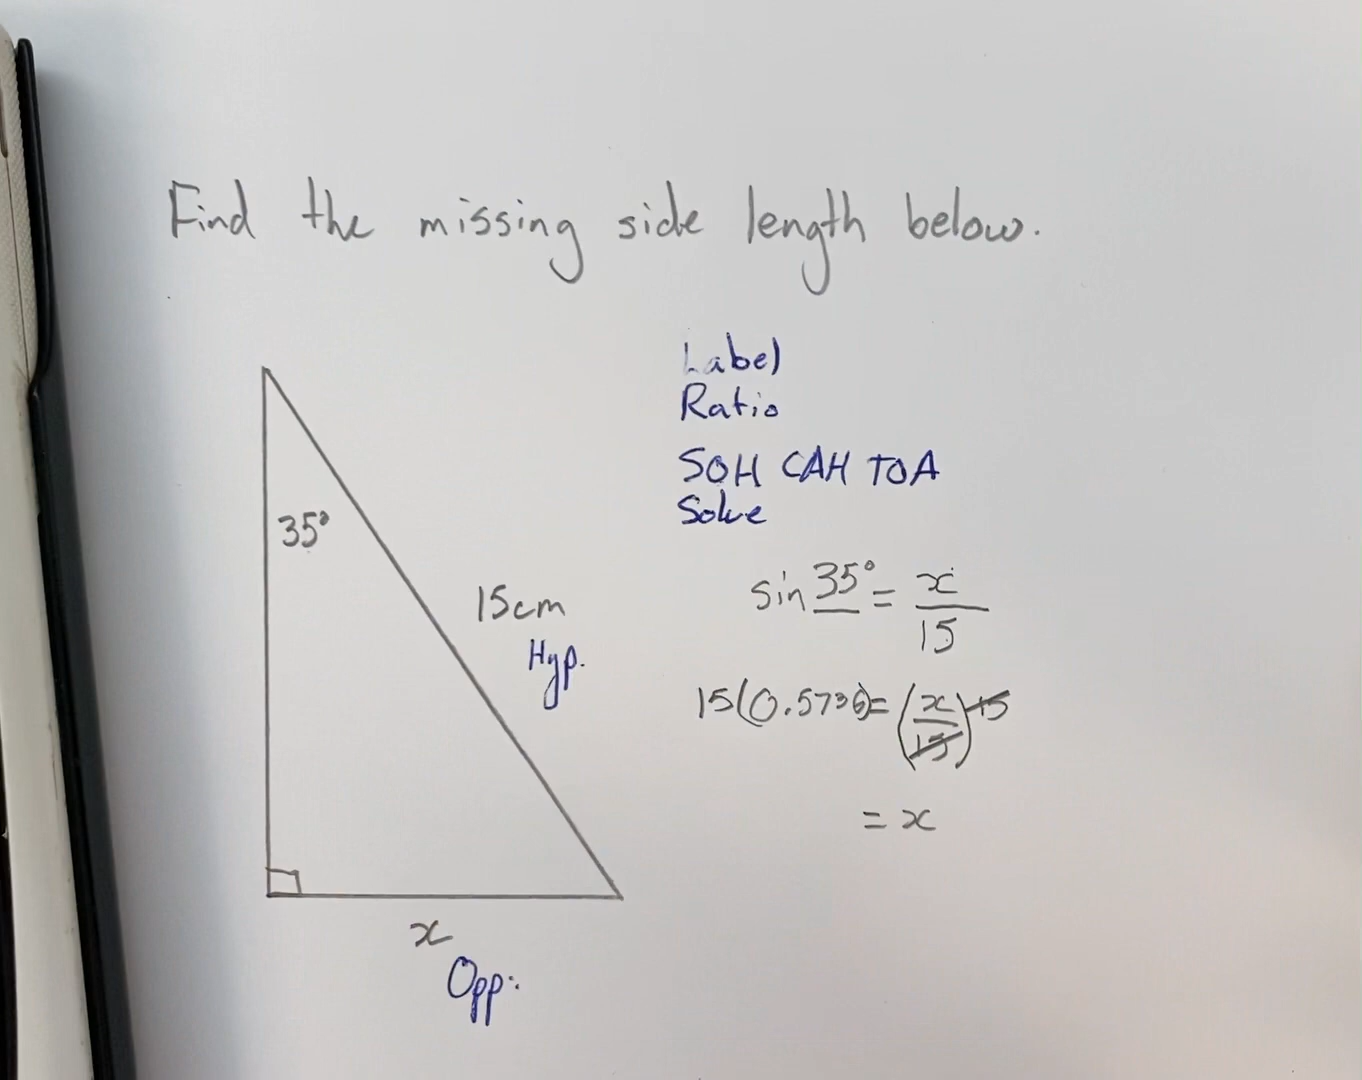 Find the missing side length below.
Label
Ratio
SOH CAH TOA
Solve
35°
15cm
Hyp.
x
Opp.
sin 35° = x/15
15(0.5736) = (x/15)15
= x